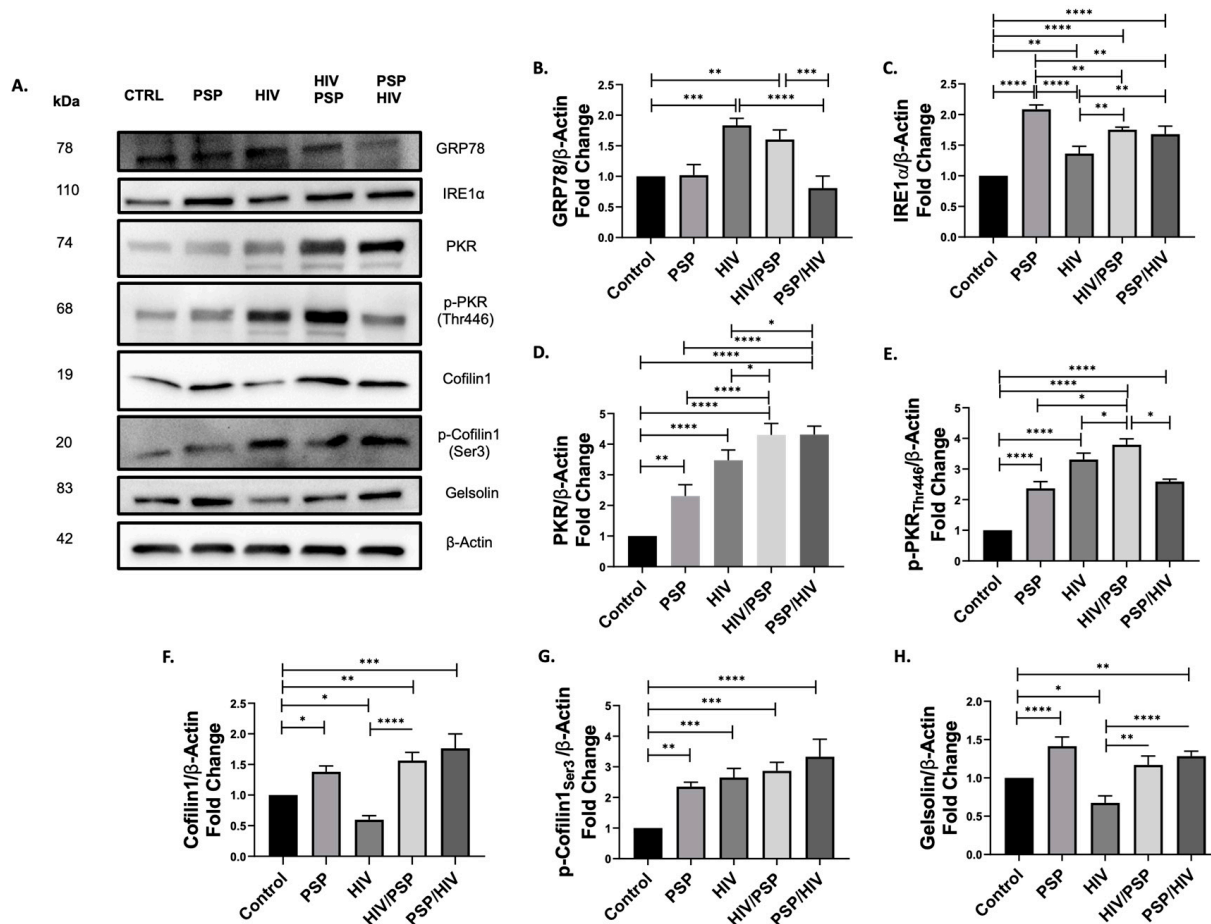 A.
kDa
CTRL PSP HIV HIV PSP PSP HIV
78 GRP78
110 IRE1α
74 PKR
68 p-PKR
(Thr446)
19 Cofilin1
20 p-Cofilin1
(Ser3)
83 Gelsolin
42 β-Actin
B.
GRP78/β-Actin
Fold Change
2.5
2.0
1.5
1.0
0.5
0.0
** ***
*** ****
Control PSP HIV HIV/PSP PSP/HIV
C.
IRE1α/β-Actin
Fold Change
2.5
2.0
1.5
1.0
0.5
0.0
****
****
** **
**
**** **** **
**
Control PSP HIV HIV/PSP PSP/HIV
D.
PKR/β-Actin
Fold Change
5
4
3
2
1
0
*
****
****
*
****
****
****
**
Control PSP HIV HIV/PSP PSP/HIV
E.
p-PKRThr446/β-Actin
Fold Change
5
4
3
2
1
0
****
****
*
**** * *
****
Control PSP HIV HIV/PSP PSP/HIV
F.
Cofilin1/β-Actin
Fold Change
2.5
2.0
1.5
1.0
0.5
0.0
***
**
*
* ****
Control PSP HIV HIV/PSP PSP/HIV
G.
p-Cofilin1Ser3/β-Actin
Fold Change
5
4
3
2
1
0
****
***
***
**
Control PSP HIV HIV/PSP PSP/HIV
H.
Gelsolin/β-Actin
Fold Change
2.0
1.5
1.0
0.5
0.0
**
*
**** ****
**
Control PSP HIV HIV/PSP PSP/HIV